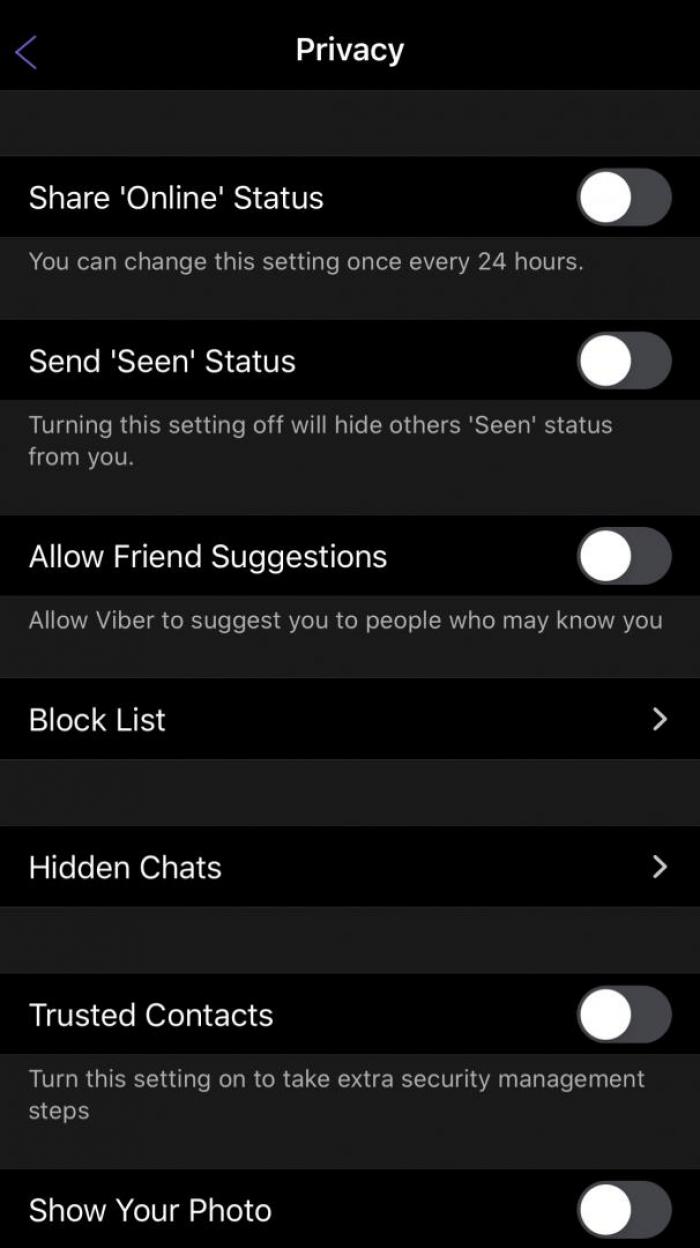 Privacy
Share 'Online' Status
You can change this setting once every 24 hours.
Send 'Seen' Status
Turning this setting off will hide others 'Seen' status
from you.
Allow Friend Suggestions
Allow Viber to suggest you to people who may know you
Block List
Hidden Chats
Trusted Contacts
Turn this setting on to take extra security management
steps
Show Your Photo